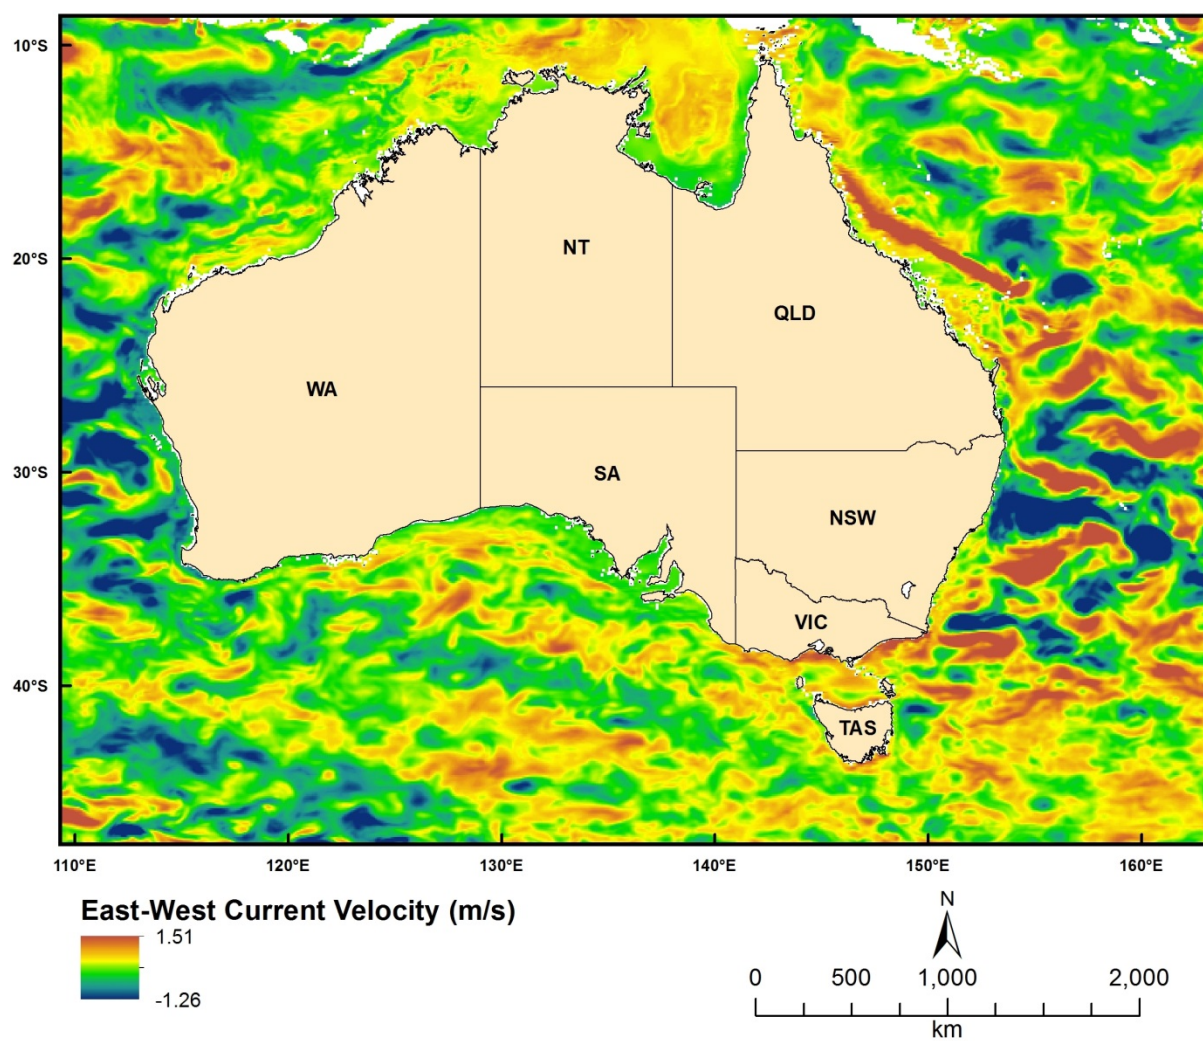 10°S
20°S
30°S
40°S
NT
QLD
WA
SA
NSW
VIC
TAS
110°E 120°E 130°E 140°E 150°E 160°E
East-West Current Velocity (m/s)
1.51
-1.26
N
0 500 1,000 2,000
km